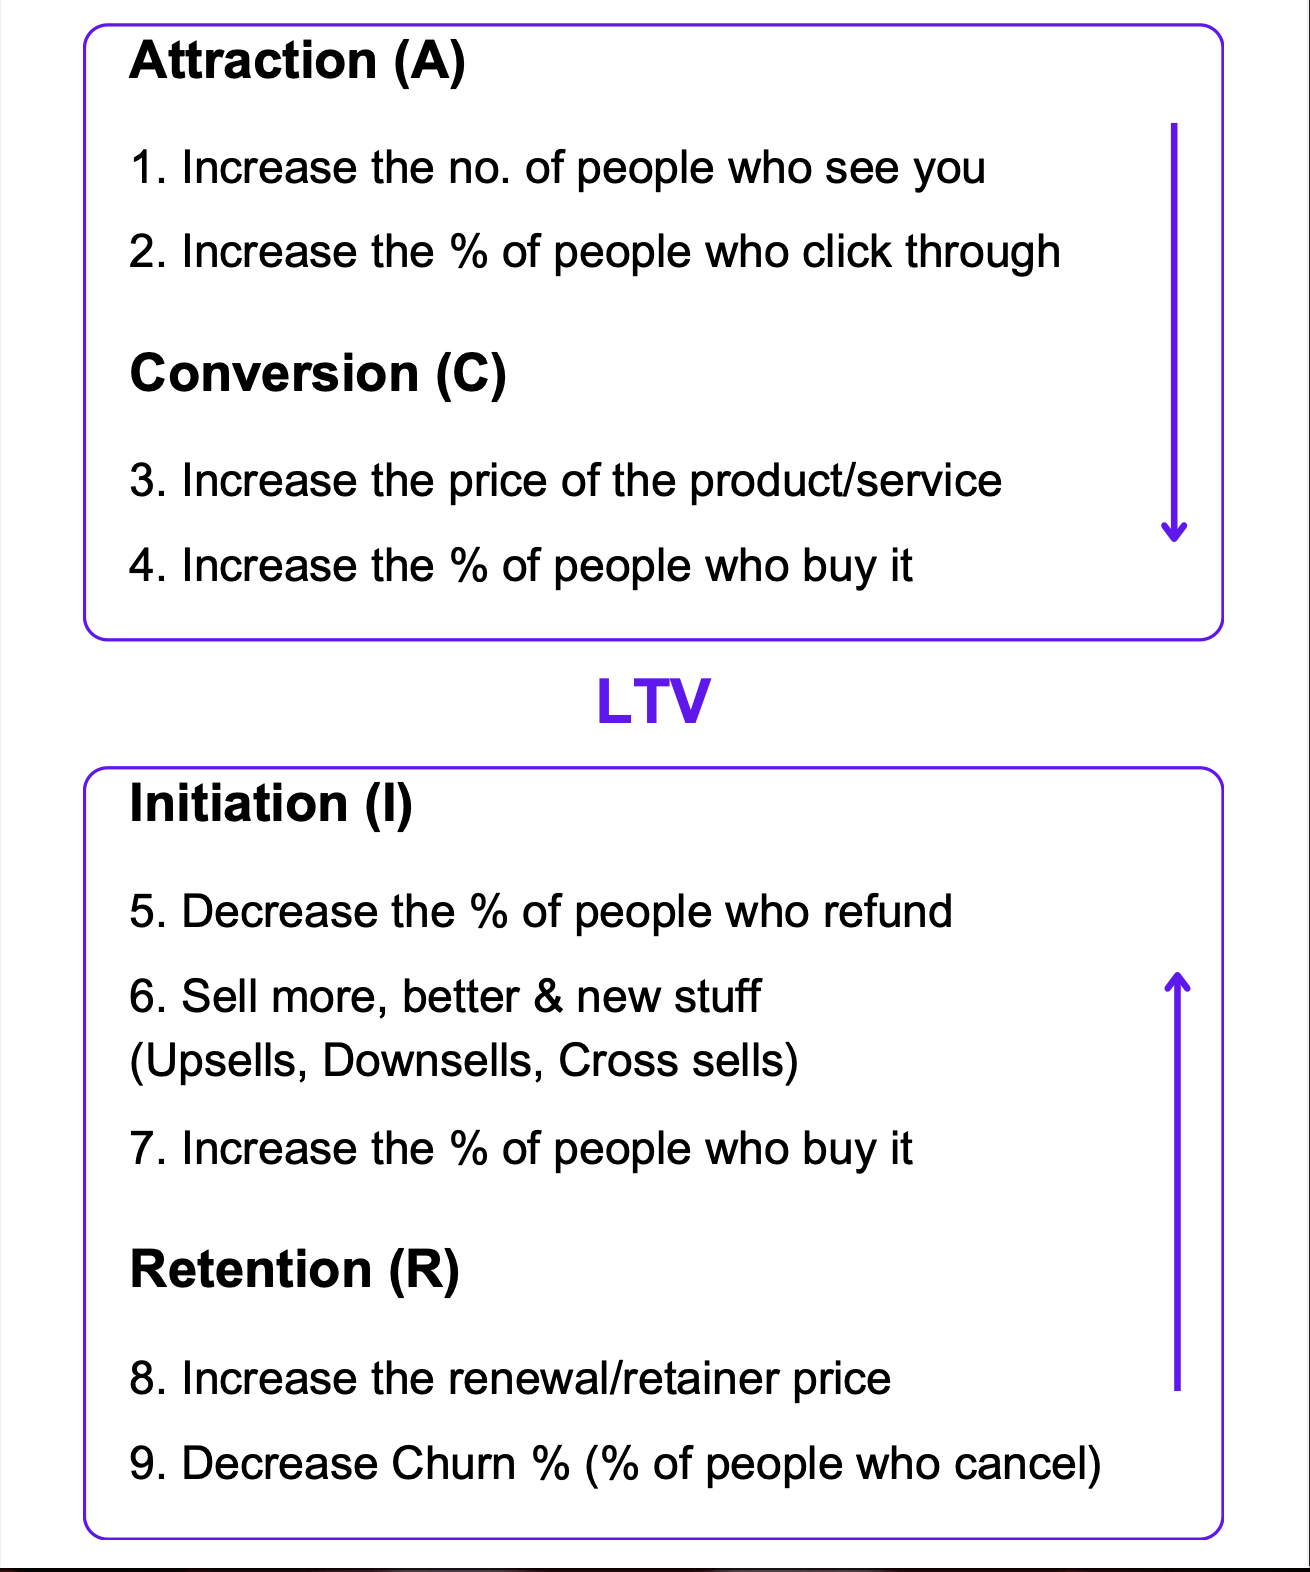 Attraction (A)
1. Increase the no. of people who see you
2. Increase the % of people who click through
Conversion (C)
3. Increase the price of the product/service
4. Increase the % of people who buy it
LTV
Initiation (I)
5. Decrease the % of people who refund
6. Sell more, better & new stuff
(Upsells, Downsells, Cross sells)
7. Increase the % of people who buy it
Retention (R)
8. Increase the renewal/retainer price
9. Decrease Churn % (% of people who cancel)